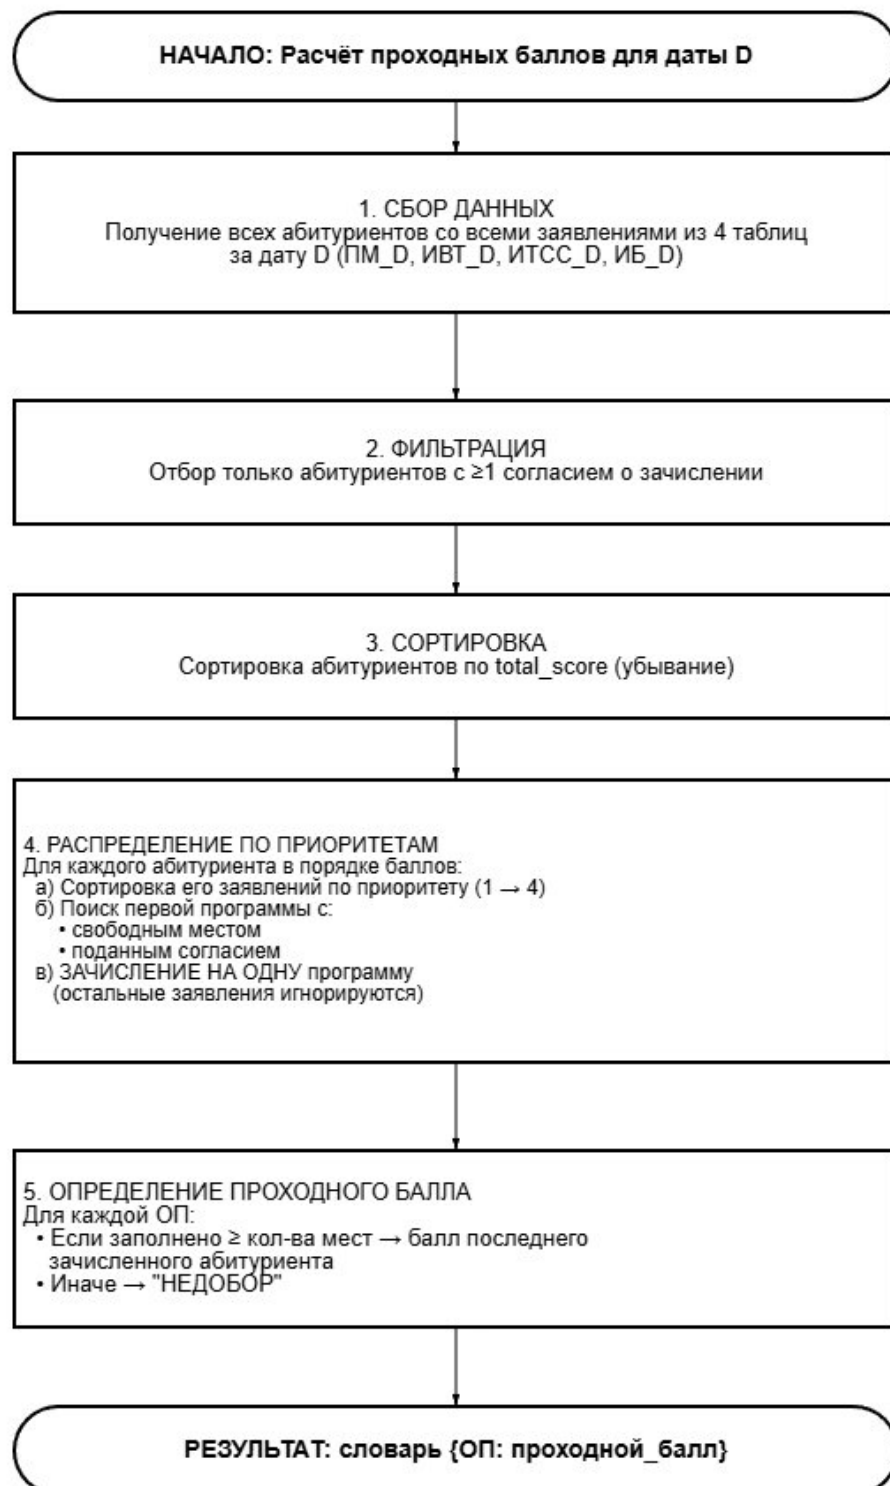 НАЧАЛО: Расчёт проходных баллов для даты D
1. СБОР ДАННЫХ
Получение всех абитуриентов со всеми заявлениями из 4 таблиц
за дату D (ПМ_D, ИВТ_D, ИТСС_D, ИБ_D)
2. ФИЛЬТРАЦИЯ
Отбор только абитуриентов с ≥1 согласием о зачислении
3. СОРТИРОВКА
Сортировка абитуриентов по total_score (убывание)
4. РАСПРЕДЕЛЕНИЕ ПО ПРИОРИТЕТАМ
Для каждого абитуриента в порядке баллов:
а) Сортировка его заявлений по приоритету (1 → 4)
б) Поиск первой программы с:
• свободным местом
• поданным согласием
в) ЗАЧИСЛЕНИЕ НА ОДНУ программу
(остальные заявления игнорируются)
5. ОПРЕДЕЛЕНИЕ ПРОХОДНОГО БАЛЛА
Для каждой ОП:
• Если заполнено ≥ кол-ва мест → балл последнего
зачисленного абитуриента
• Иначе → "НЕДОБОР"
РЕЗУЛЬТАТ: словарь {ОП: проходной_балл}